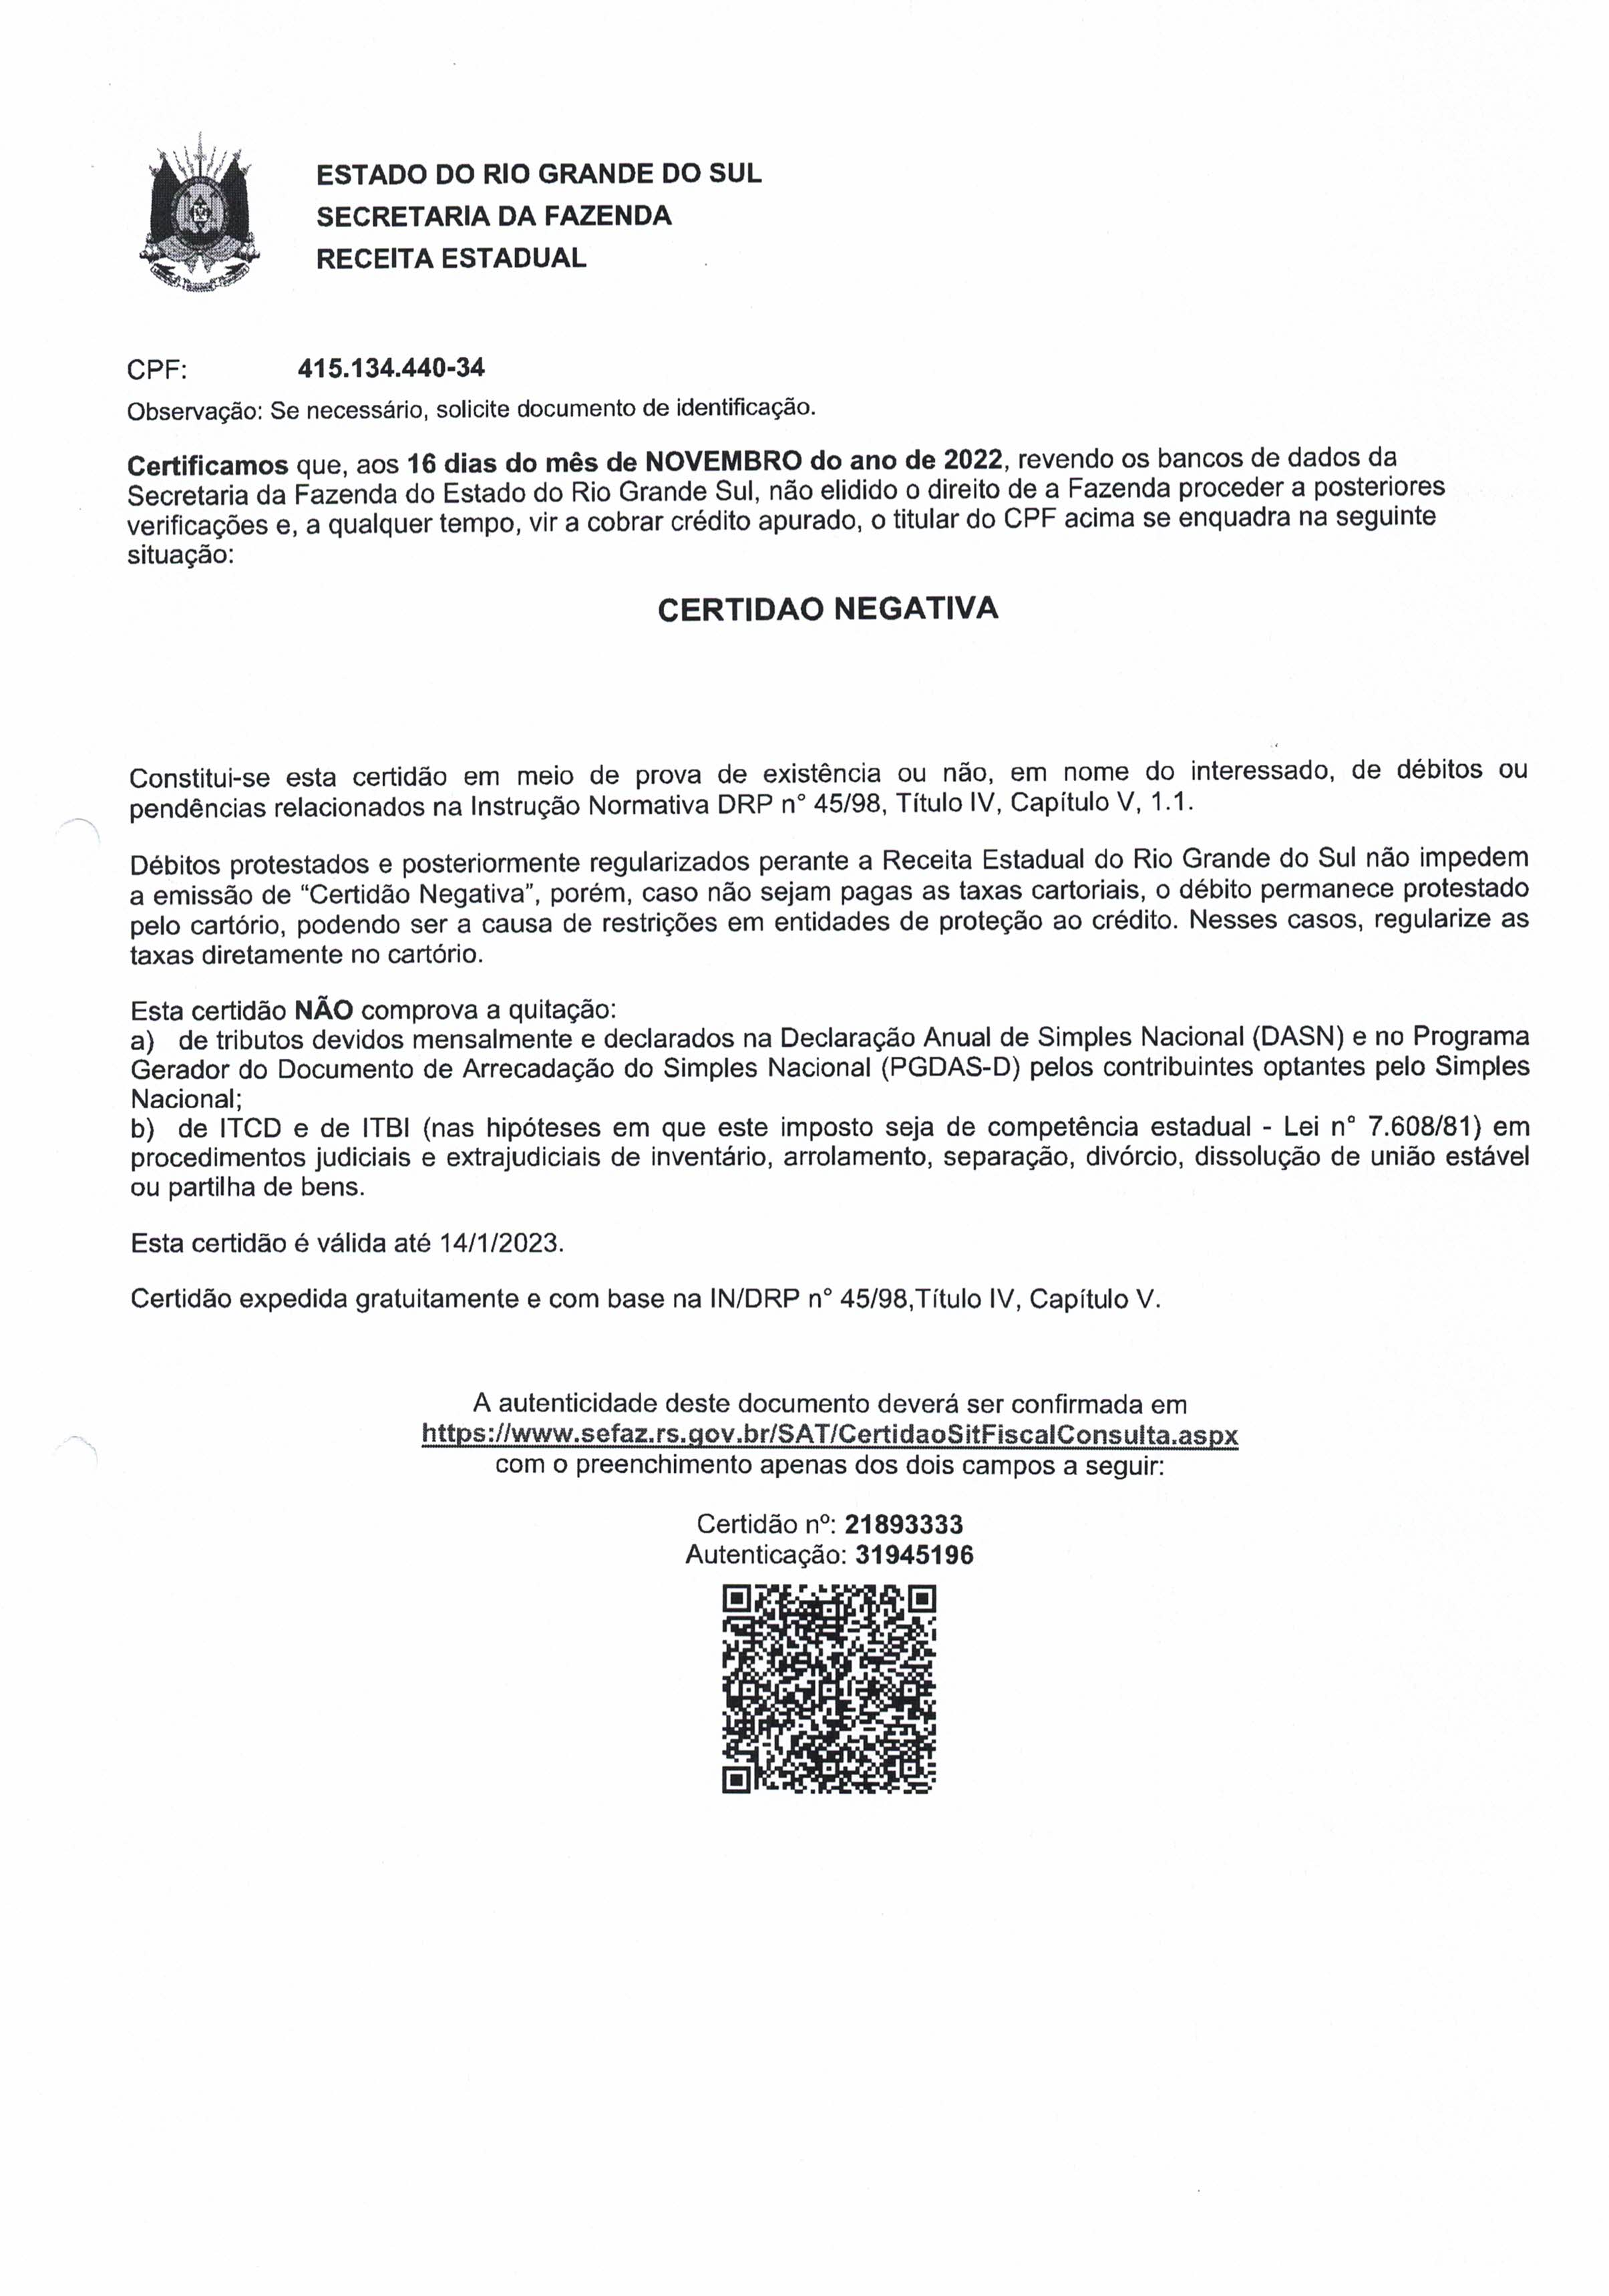 ESTADO DO RIO GRANDE DO SUL
SECRETARIA DA FAZENDA
RECEITA ESTADUAL
CPF: 415.134.440-34
Observação: Se necessário, solicite documento de identificação.
Certificamos que, aos 16 dias do mês de NOVEMBRO do ano de 2022, revendo os bancos de dados da
Secretaria da Fazenda do Estado do Rio Grande Sul, não elidido o direito de a Fazenda proceder a posteriores
verificações e, a qualquer tempo, vir a cobrar crédito apurado, o titular do CPF acima se enquadra na seguinte
situação:
CERTIDAO NEGATIVA
Constitui-se esta certidão em meio de prova de existência ou não, em nome do interessado, de débitos ou
pendências relacionados na Instrução Normativa DRP n° 45/98, Título IV, Capítulo V, 1.1.
Débitos protestados e posteriormente regularizados perante a Receita Estadual do Rio Grande do Sul não impedem
a emissão de “Certidão Negativa”, porém, caso não sejam pagas as taxas cartoriais, o débito permanece protestado
pelo cartório, podendo ser a causa de restrições em entidades de proteção ao crédito. Nesses casos, regularize as
taxas diretamente no cartório.
Esta certidão NÃO comprova a quitação:
a) de tributos devidos mensalmente e declarados na Declaração Anual de Simples Nacional (DASN) e no Programa
Gerador do Documento de Arrecadação do Simples Nacional (PGDAS-D) pelos contribuintes optantes pelo Simples
Nacional;
b) de ITCD e de ITBI (nas hipóteses em que este imposto seja de competência estadual - Lei n° 7.608/81) em
procedimentos judiciais e extrajudiciais de inventário, arrolamento, separação, divórcio, dissolução de união estável
ou partilha de bens.
Esta certidão é válida até 14/1/2023.
Certidão expedida gratuitamente e com base na IN/DRP n° 45/98,Título IV, Capítulo V.
A autenticidade deste documento deverá ser confirmada em
https://www.sefaz.rs.gov.br/SAT/CertidaoSitFiscalConsulta.aspx
com o preenchimento apenas dos dois campos a seguir:
Certidão nº: 21893333
Autenticação: 31945196